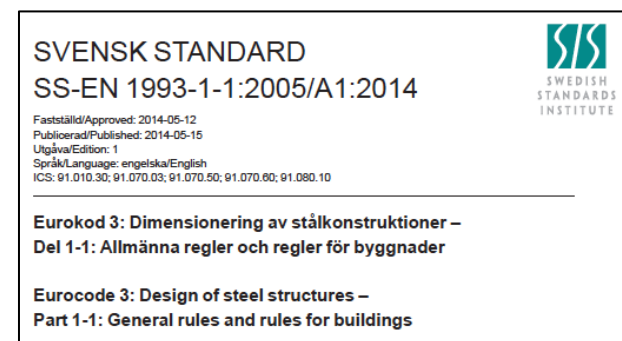 SVENSK STANDARD
SS-EN 1993-1-1:2005/A1:2014
SIS
SWEDISH
STANDARDS
INSTITUTE
Fastställd/Approved: 2014-05-12
Publicerad/Published: 2014-05-15
Utgåva/Edition: 1
Språk/Language: engelska/English
ICS: 91.010.30; 91.070.03; 91.070.50; 91.070.60; 91.080.10
Eurokod 3: Dimensionering av stålkonstruktioner –
Del 1-1: Allmänna regler och regler för byggnader
Eurocode 3: Design of steel structures –
Part 1-1: General rules and rules for buildings